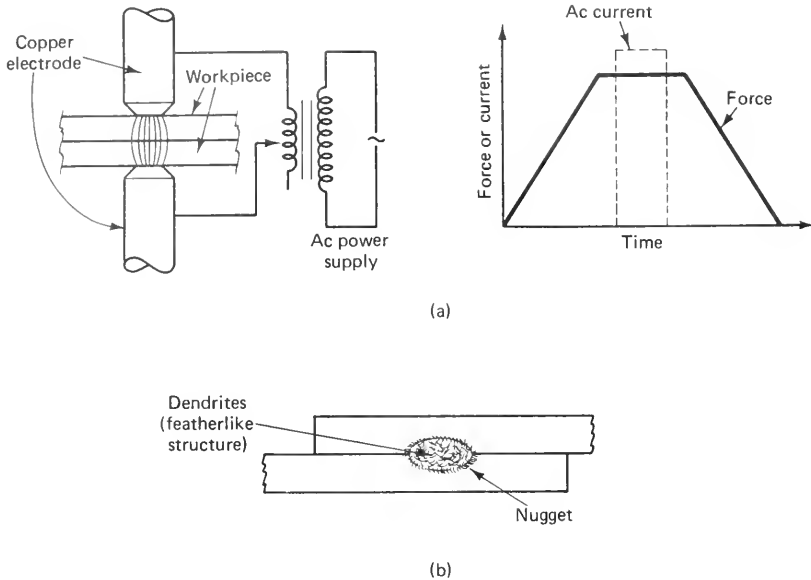 Copper
electrode
Workpiece
Ac power
supply
Ac current
Force
Force or current
Time
(a)
Dendrites
(featherlike
structure)
Nugget
(b)